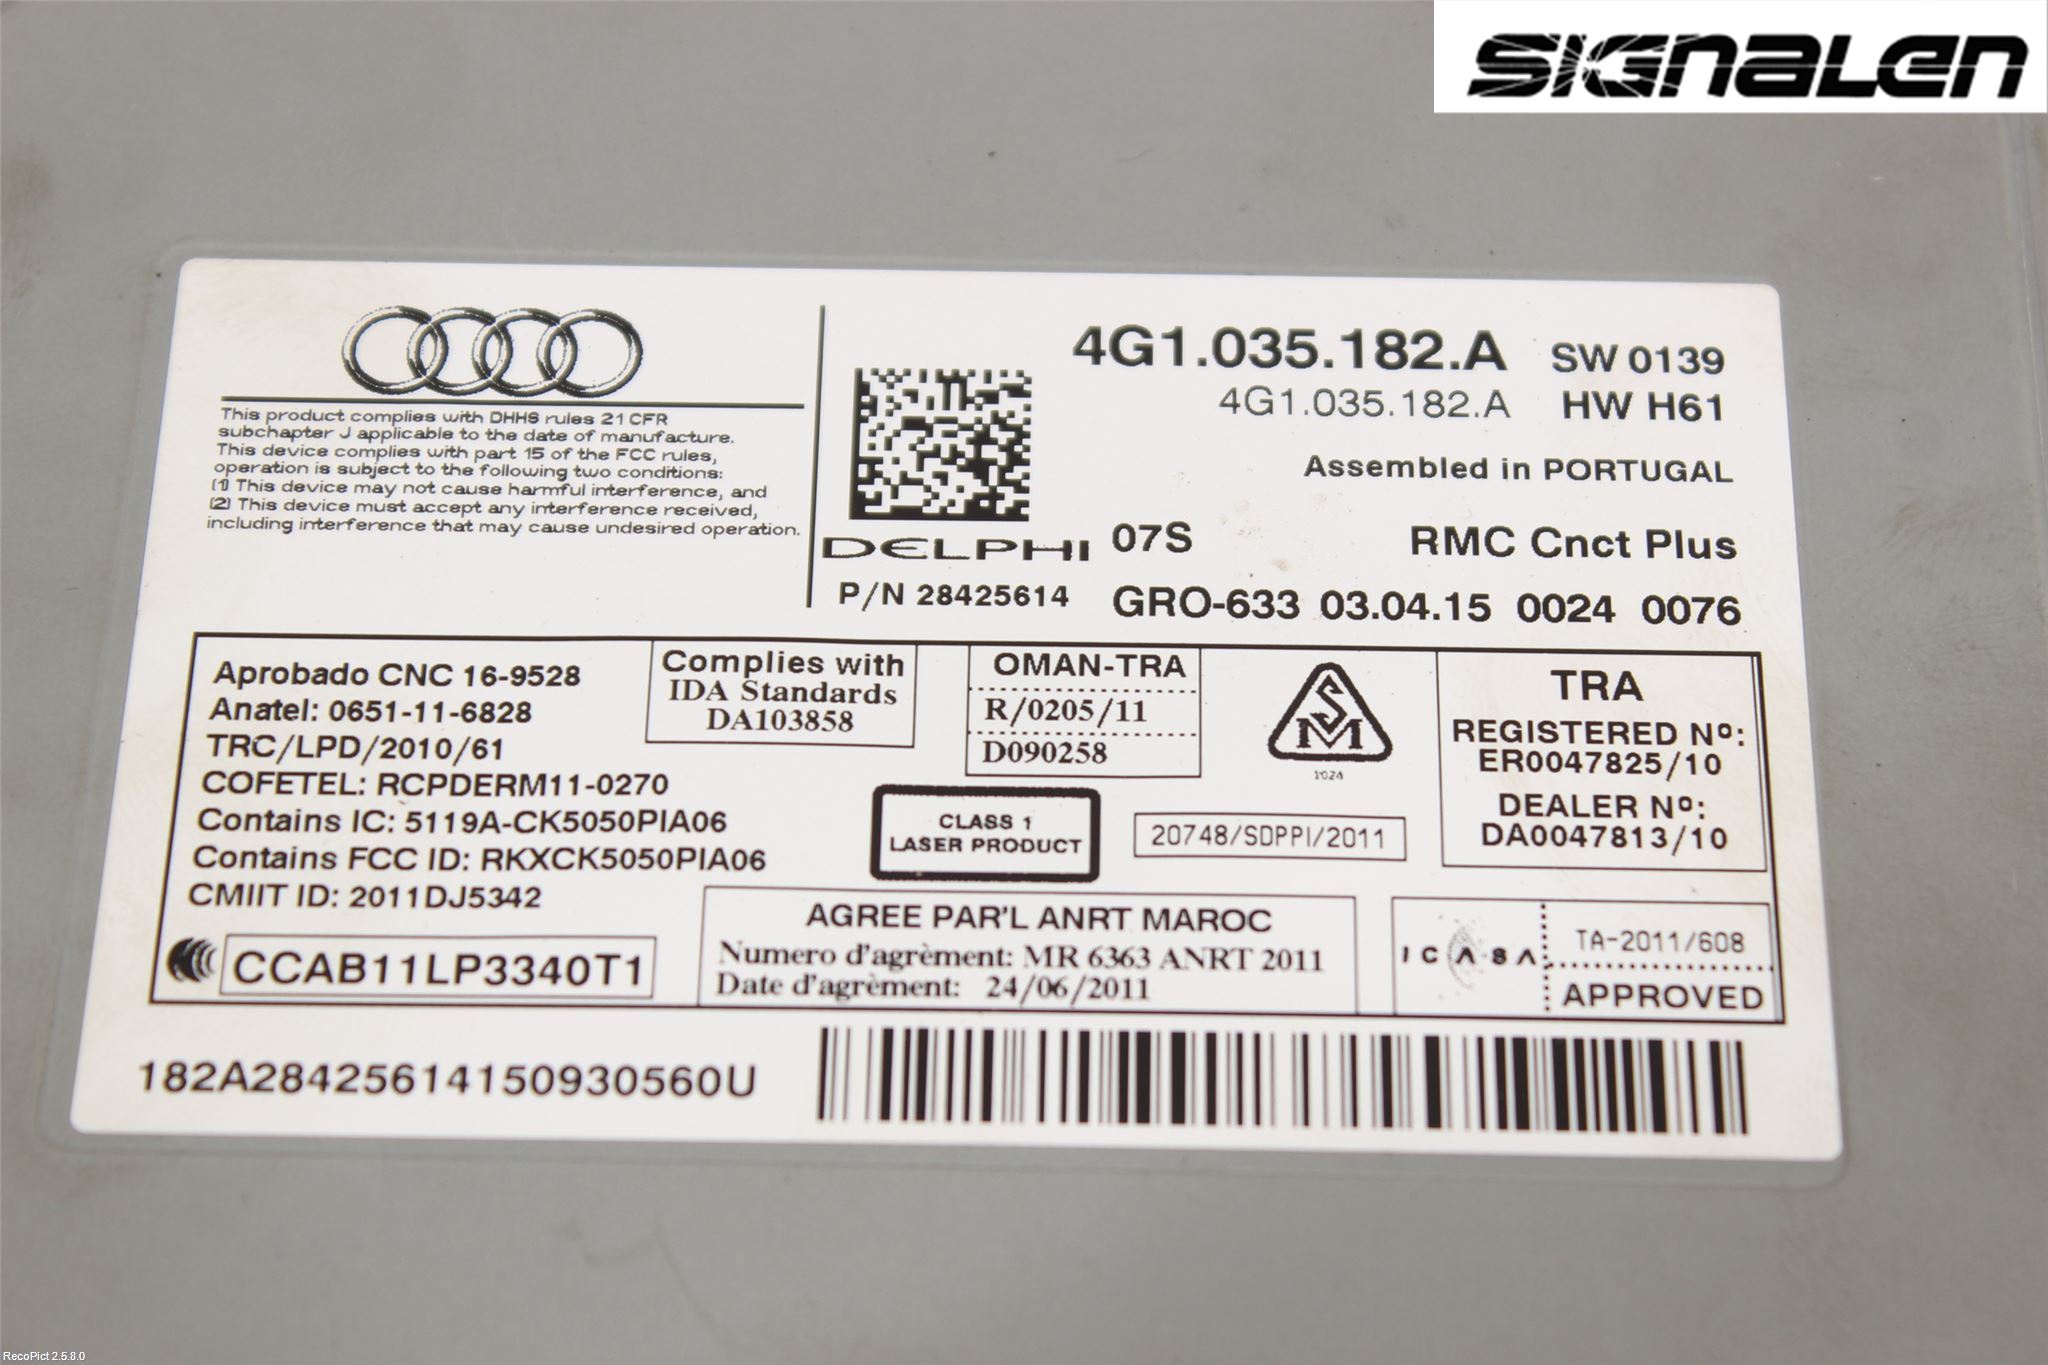 SIGNALEN
This product complies with DHHS rules 21 CFR
subchapter J applicable to the date of manufacture.
This device complies with part 15 of the FCC rules,
operation is subject to the following two conditions:
(1) This device may not cause harmful interference, and
(2) This device must accept any interference received,
including interference that may cause undesired operation.
4G1.035.182.A SW 0139
4G1.035.182.A HW H61
Assembled in PORTUGAL
DELPHI 07S RMC Cnct Plus
P/N 28425614 GRO-633 03.04.15 0024 0076
Aprobado CNC 16-9528
Anatel: 0651-11-6828
TRC/LPD/2010/61
COFETEL: RCPDERM11-0270
Contains IC: 5119A-CK5050PIA06
Contains FCC ID: RKXCK5050PIA06
CMIIT ID: 2011DJ5342
CCAB11LP3340T1
Complies with
IDA Standards
DA103858
OMAN-TRA
R/0205/11
D090258
SM
1024
TRA
REGISTERED Nº:
ER0047825/10
DEALER Nº:
DA0047813/10
CLASS 1
LASER PRODUCT
20748/SDPPI/2011
AGREE PAR'L ANRT MAROC
Numero d'agrèment: MR 6363 ANRT 2011
Date d'agrèment: 24/06/2011
ICASA
TA-2011/608
APPROVED
182A28425614150930560U
RecoPict 2.5.8.0